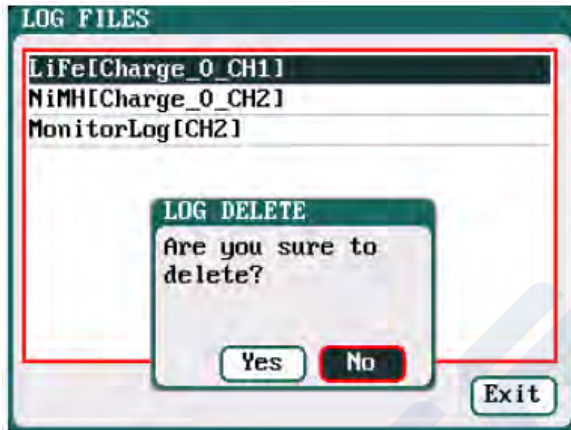 LOG FILES
LiFe[Charge_0_CH1]
NiMH[Charge_0_CH2]
MonitorLog[CH2]
LOG DELETE
Are you sure to
delete?
Yes No
Exit